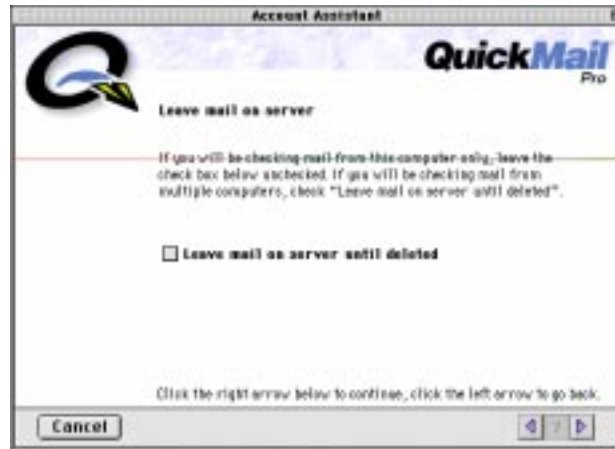 Account Assistant
QuickMail
Pro
Leave mail on server
If you will be checking mail from this computer only, leave the
check box below unchecked. If you will be checking mail from
multiple computers, check "Leave mail on server until deleted".
Leave mail on server until deleted
Click the right arrow below to continue, click the left arrow to go back.
Cancel
7